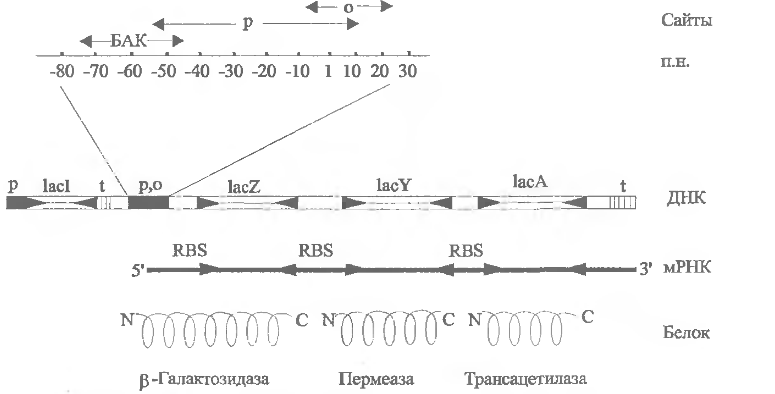 o Сайты
p
БАК п.н.
-80 -70 -60 -50 -40 -30 -20 -10 1 10 20 30
p lacI t p,o lacZ lacY lacA t ДНК
RBS RBS RBS
5' 3' мРНК
N C N C N C Белок
β-Галактозидаза Пермеаза Трансацетилаза